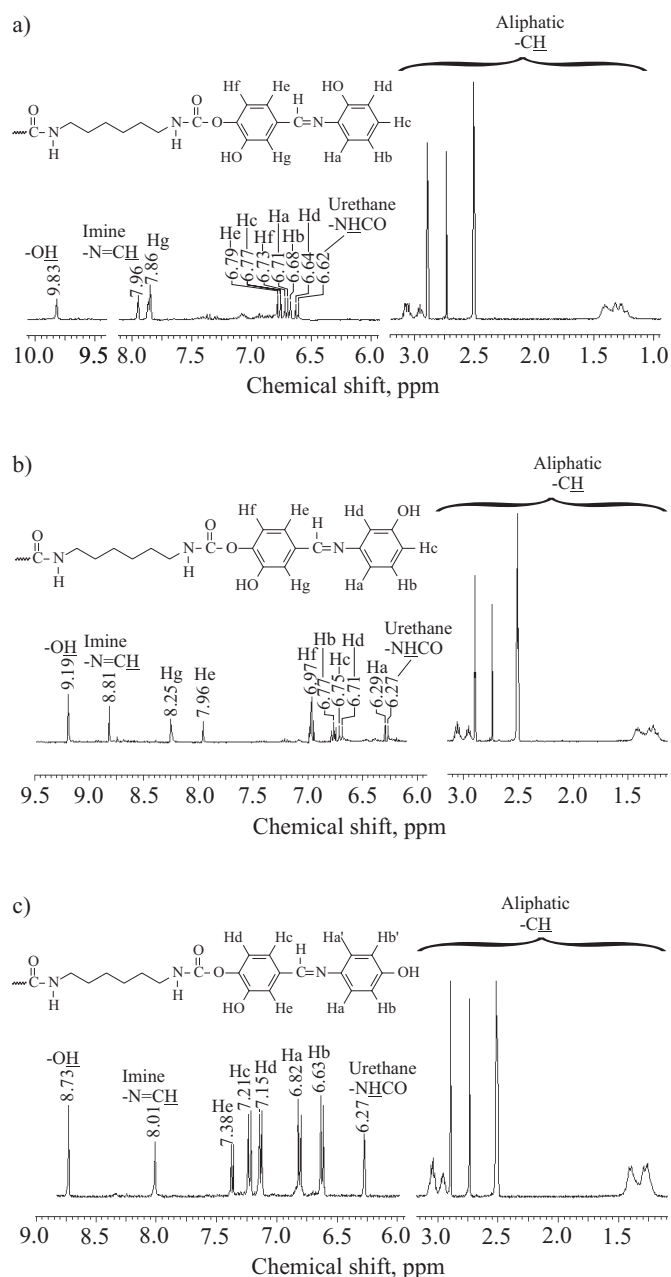 a)
Aliphatic
-CH
O
C
N
H
N
H
O
C
O
Hf
He
H
N
HO
Hd
Hc
Hb
Ha
HO
Hg
-OH
9.83
Imine
-N=CH
7.96
Hg
7.86
He
6.79
Hc
6.77
Hf
6.73
Ha
6.71
Hb
6.68
Hd
6.64
Urethane
-NHCO
6.62
10.0 9.5 8.0 7.5 7.0 6.5 6.0 3.0 2.5 2.0 1.5 1.0
Chemical shift, ppm
b)
Aliphatic
-CH
O
C
N
H
N
H
O
C
O
Hf
He
H
N
Hd
OH
Hc
Hb
Ha
HO
Hg
-OH
9.19
Imine
-N=CH
8.81
Hg
8.25
He
7.96
Hf
6.97
Hb
6.77
Hc
6.75
Hd
6.71
Ha
6.29
Urethane
-NHCO
6.27
9.5 9.0 8.5 8.0 7.5 7.0 6.5 6.0 3.0 2.5 2.0 1.5
Chemical shift, ppm
c)
Aliphatic
-CH
O
C
N
H
N
H
O
C
O
Hd
Hc
H
N
Ha'
Hb'
OH
Hb
Ha
HO
He
-OH
8.73
Imine
-N=CH
8.01
He
7.38
Hc
7.21
Hd
7.15
Ha
6.82
Hb
6.63
Urethane
-NHCO
6.27
9.0 8.5 8.0 7.5 7.0 6.5 6.0 3.0 2.5 2.0 1.5
Chemical shift, ppm